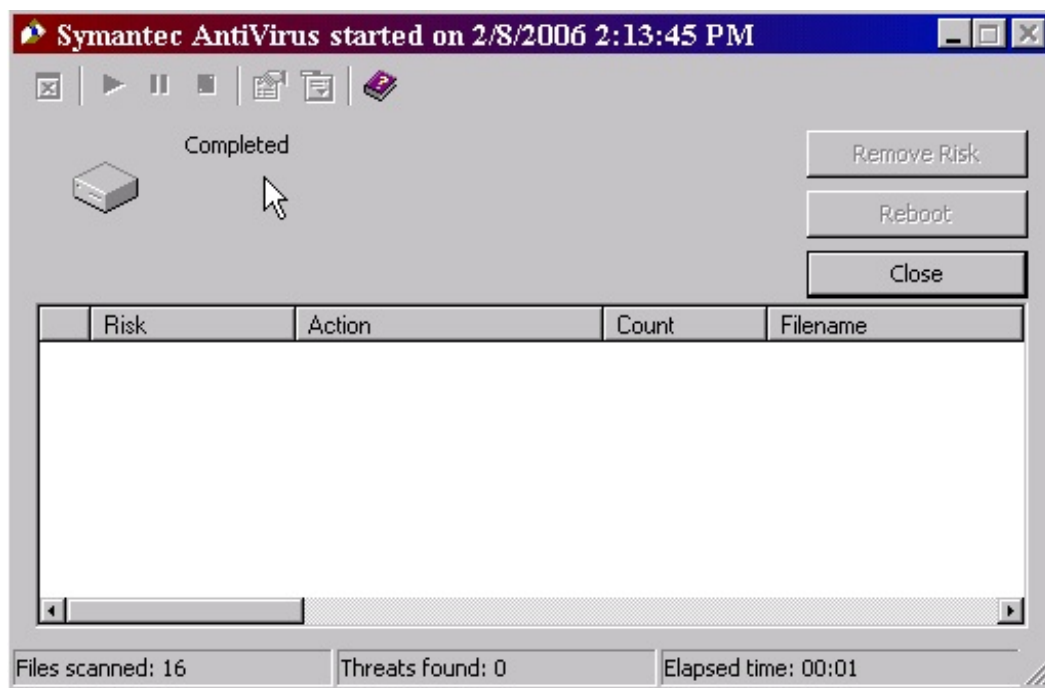 Symantec AntiVirus started on 2/8/2006 2:13:45 PM
Completed
Remove Risk
Reboot
Close
Risk Action Count Filename
Files scanned: 16 Threats found: 0 Elapsed time: 00:01